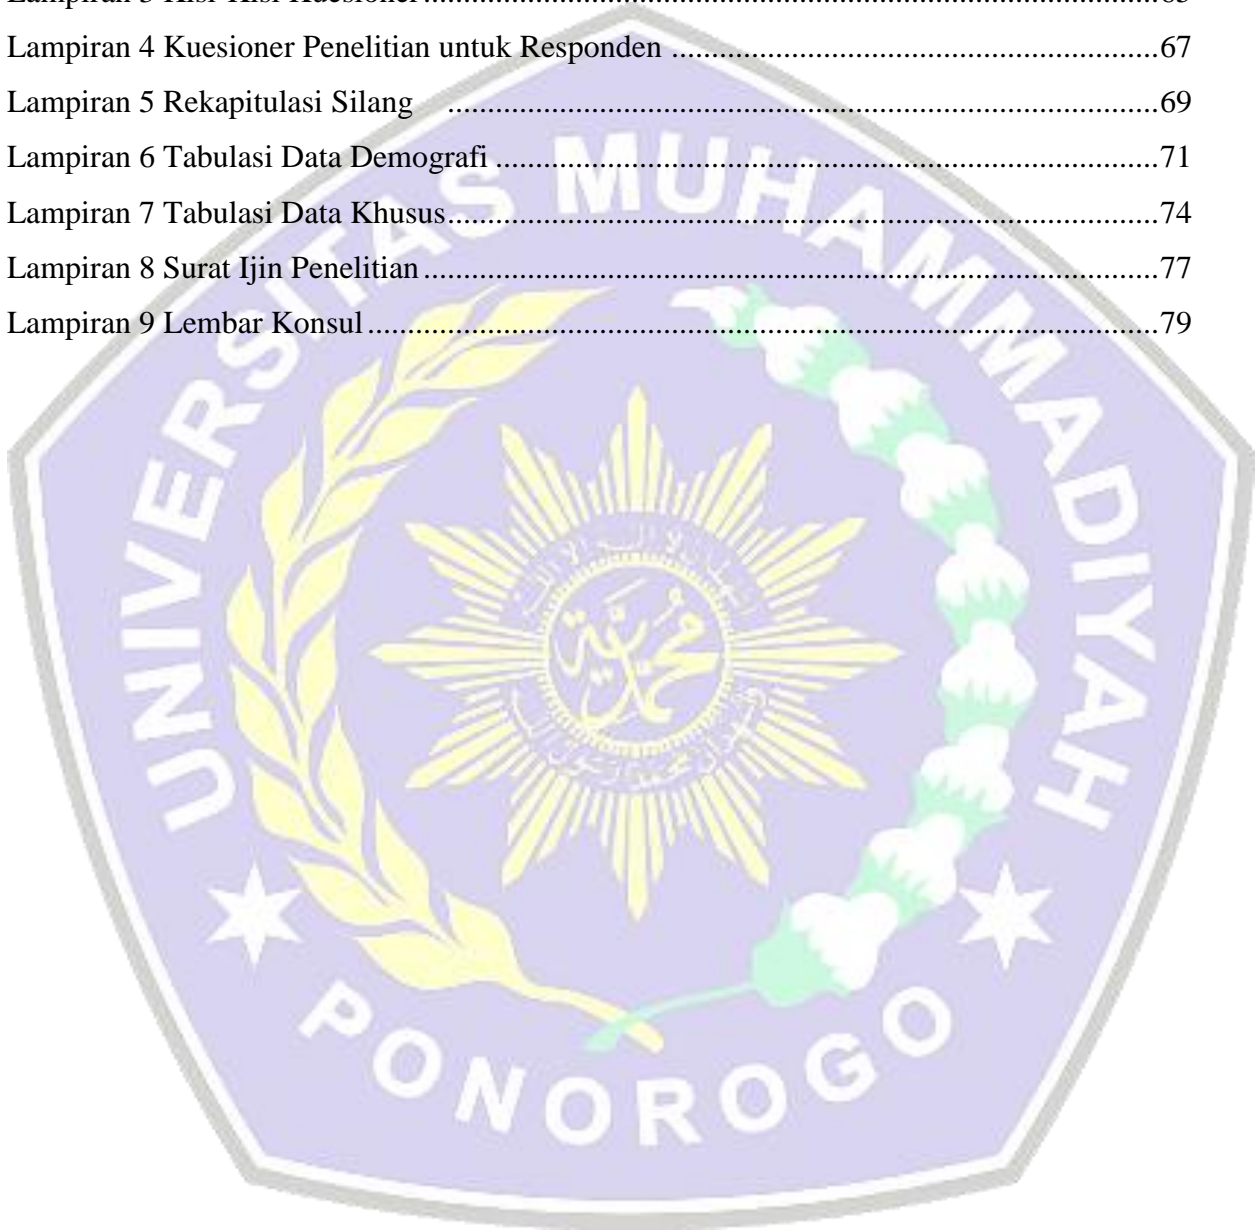 Lampiran 4 Kuesioner Penelitian untuk Responden ......................................................67
Lampiran 5 Rekapitulasi Silang ...............................................................................69
Lampiran 6 Tabulasi Data Demografi .........................................................................71
Lampiran 7 Tabulasi Data Khusus..............................................................................74
Lampiran 8 Surat Ijin Penelitian ................................................................................77
Lampiran 9 Lembar Konsul .......................................................................................79
UNIVERSITAS MUHAMMADIYAH
محمدية
PONOROGO